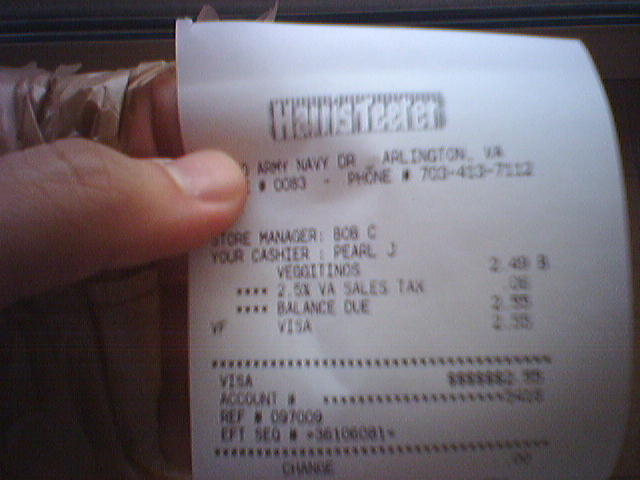 Harris Teeter
ARMY NAVY DR _ ARLINGTON, VA
# 0083 - PHONE # 703-413-7112
STORE MANAGER: BOB C
YOUR CASHIER : PEARL J
VEGGITINOS 2.49 B
**** 2.5% VA SALES TAX .06
**** BALANCE DUE 2.55
VF VISA 2.55
VISA $$$$$$2.55
ACCOUNT #
REF # 097009
EFT SEQ # =36106081=
CHANGE .00